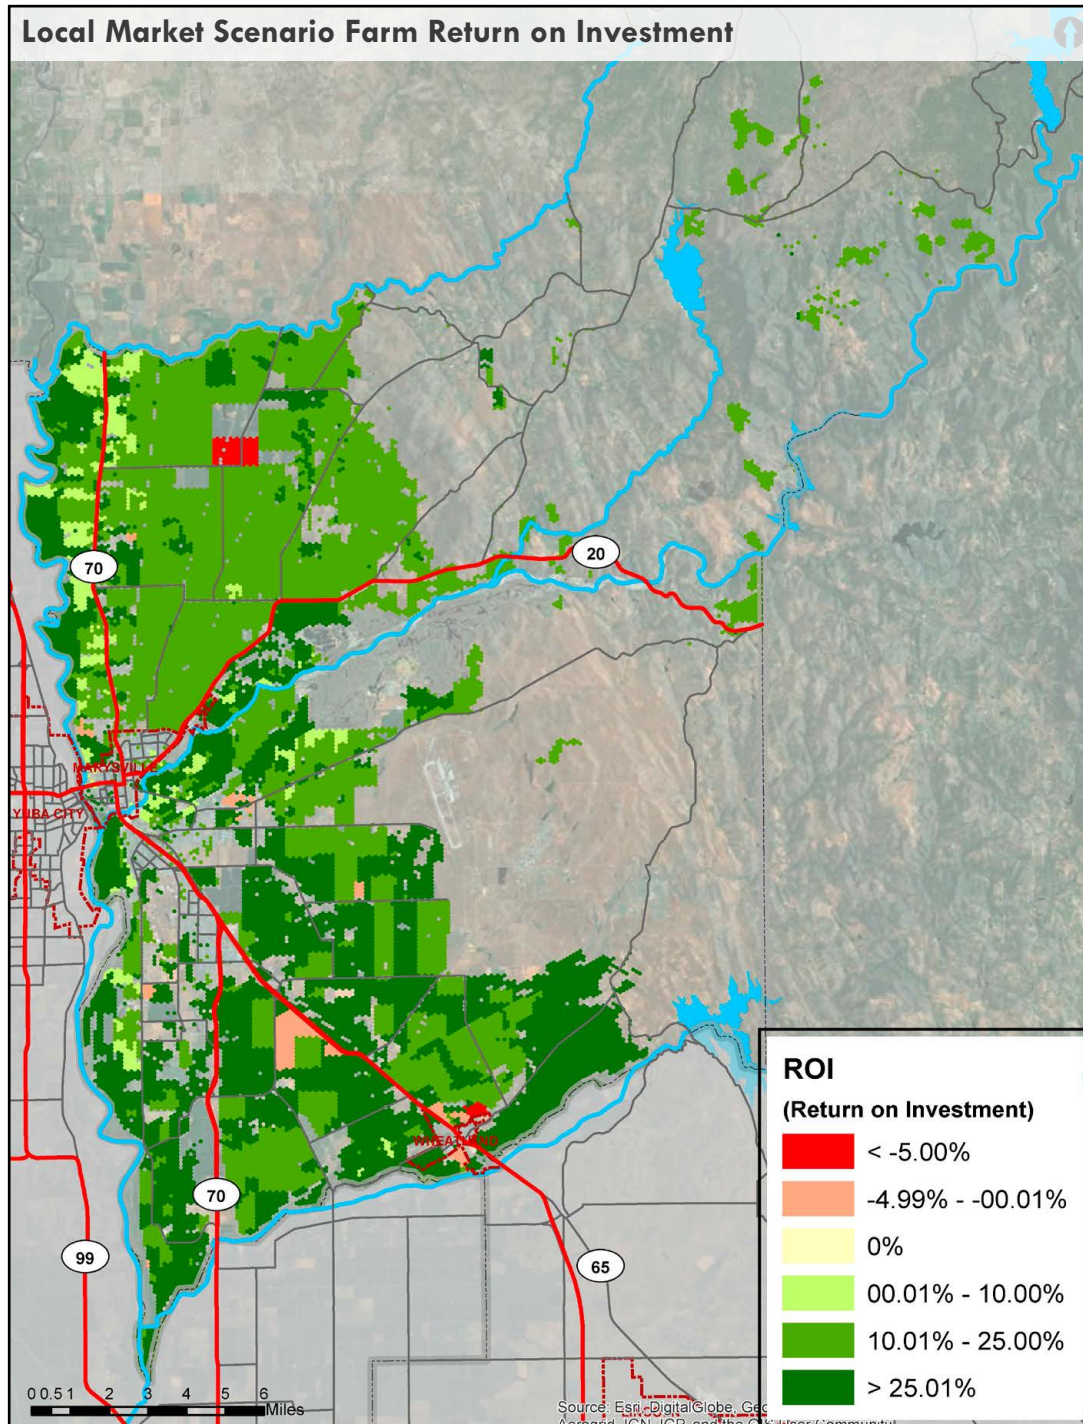 Local Market Scenario Farm Return on Investment
20
70
MARYSVILLE
YUBA CITY
ROI
(Return on Investment)
< -5.00%
-4.99% - -00.01%
0%
00.01% - 10.00%
10.01% - 25.00%
> 25.01%
WHEATLAND
70
99
65
0 0.5 1 2 3 4 5 6
Miles
LINCOLN
Source: Esri, DigitalGlobe, Geo